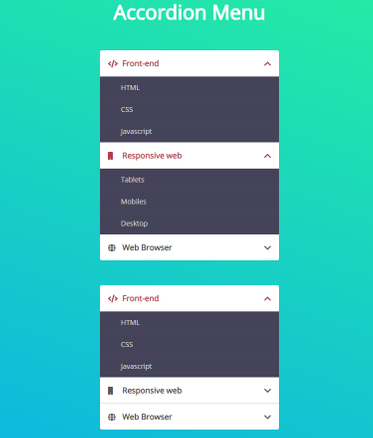 Accordion Menu
Front-end
HTML
CSS
Javascript
Responsive web
Tablets
Mobiles
Desktop
Web Browser
Front-end
HTML
CSS
Javascript
Responsive web
Web Browser